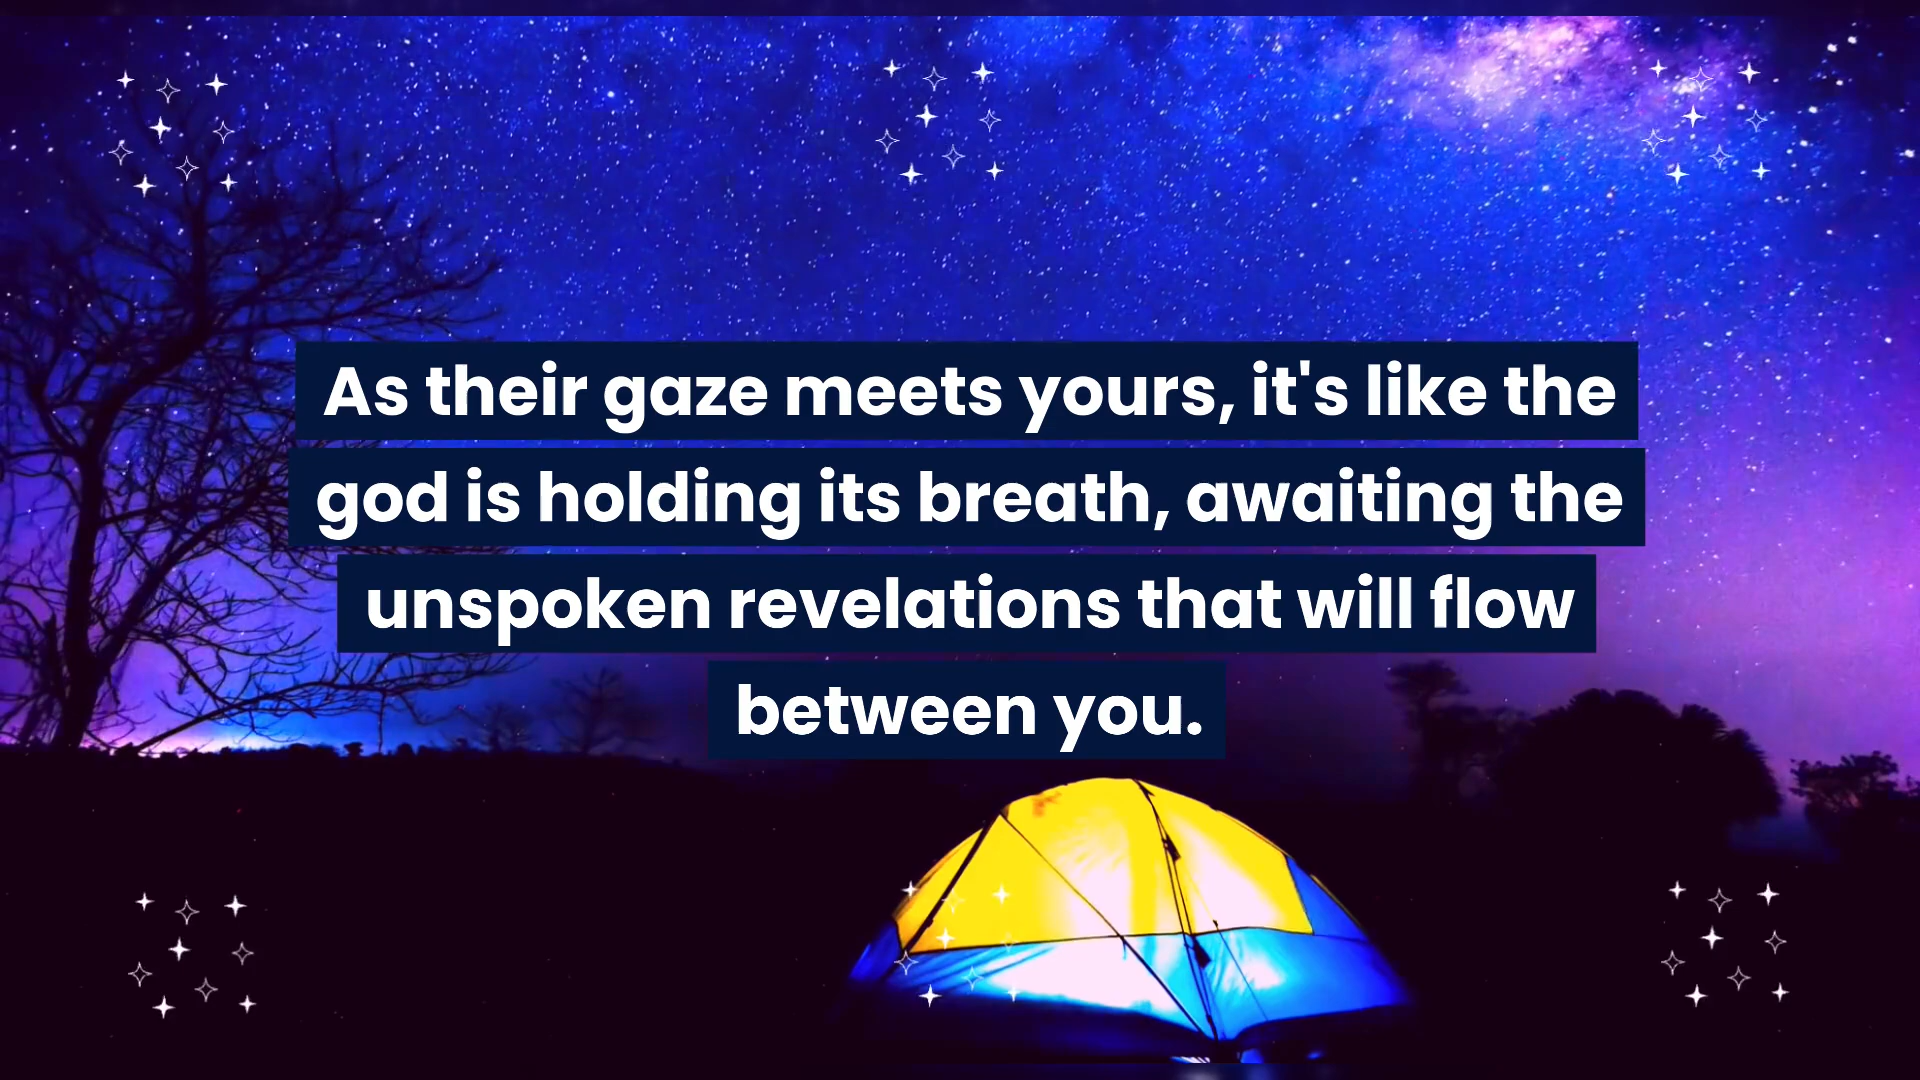 As their gaze meets yours, it's like the
god is holding its breath, awaiting the
unspoken revelations that will flow
between you.